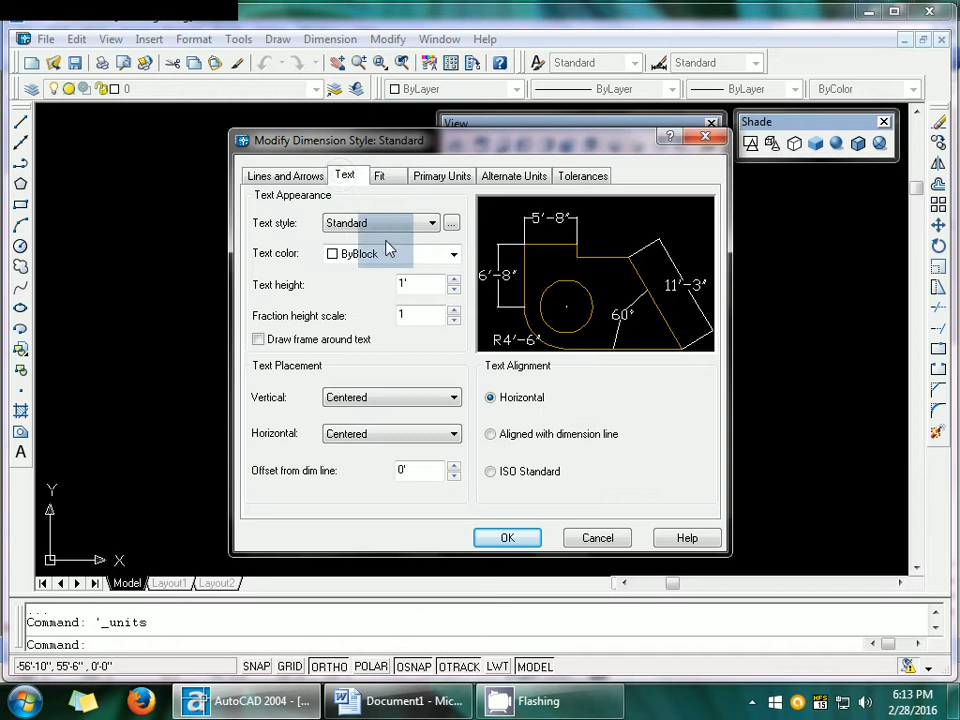 File Edit View Insert Format Tools Draw Dimension Modify Window Help
Standard Standard
0 ByLayer ByLayer ByLayer ByColor
View
Shade
Modify Dimension Style: Standard
Lines and Arrows Text Fit Primary Units Alternate Units Tolerances
Text Appearance
Text style: Standard ...
Text color: ByBlock
Text height: 1'
Fraction height scale: 1
Draw frame around text
5'-8"
6'-8"
11'-3"
60°
R4'-6"
Text Placement
Vertical: Centered
Horizontal: Centered
Offset from dim line: 0'
Text Alignment
Horizontal
Aligned with dimension line
ISO Standard
OK Cancel Help
Y
X
Model Layout1 Layout2
...
Command: '_units
Command:
-56'-10", 55'-6", 0'-0" SNAP GRID ORTHO POLAR OSNAP OTRACK LWT MODEL
AutoCAD 2004 - [... Document1 - Mic... Flashing
HFS 15
6:13 PM
2/28/2016